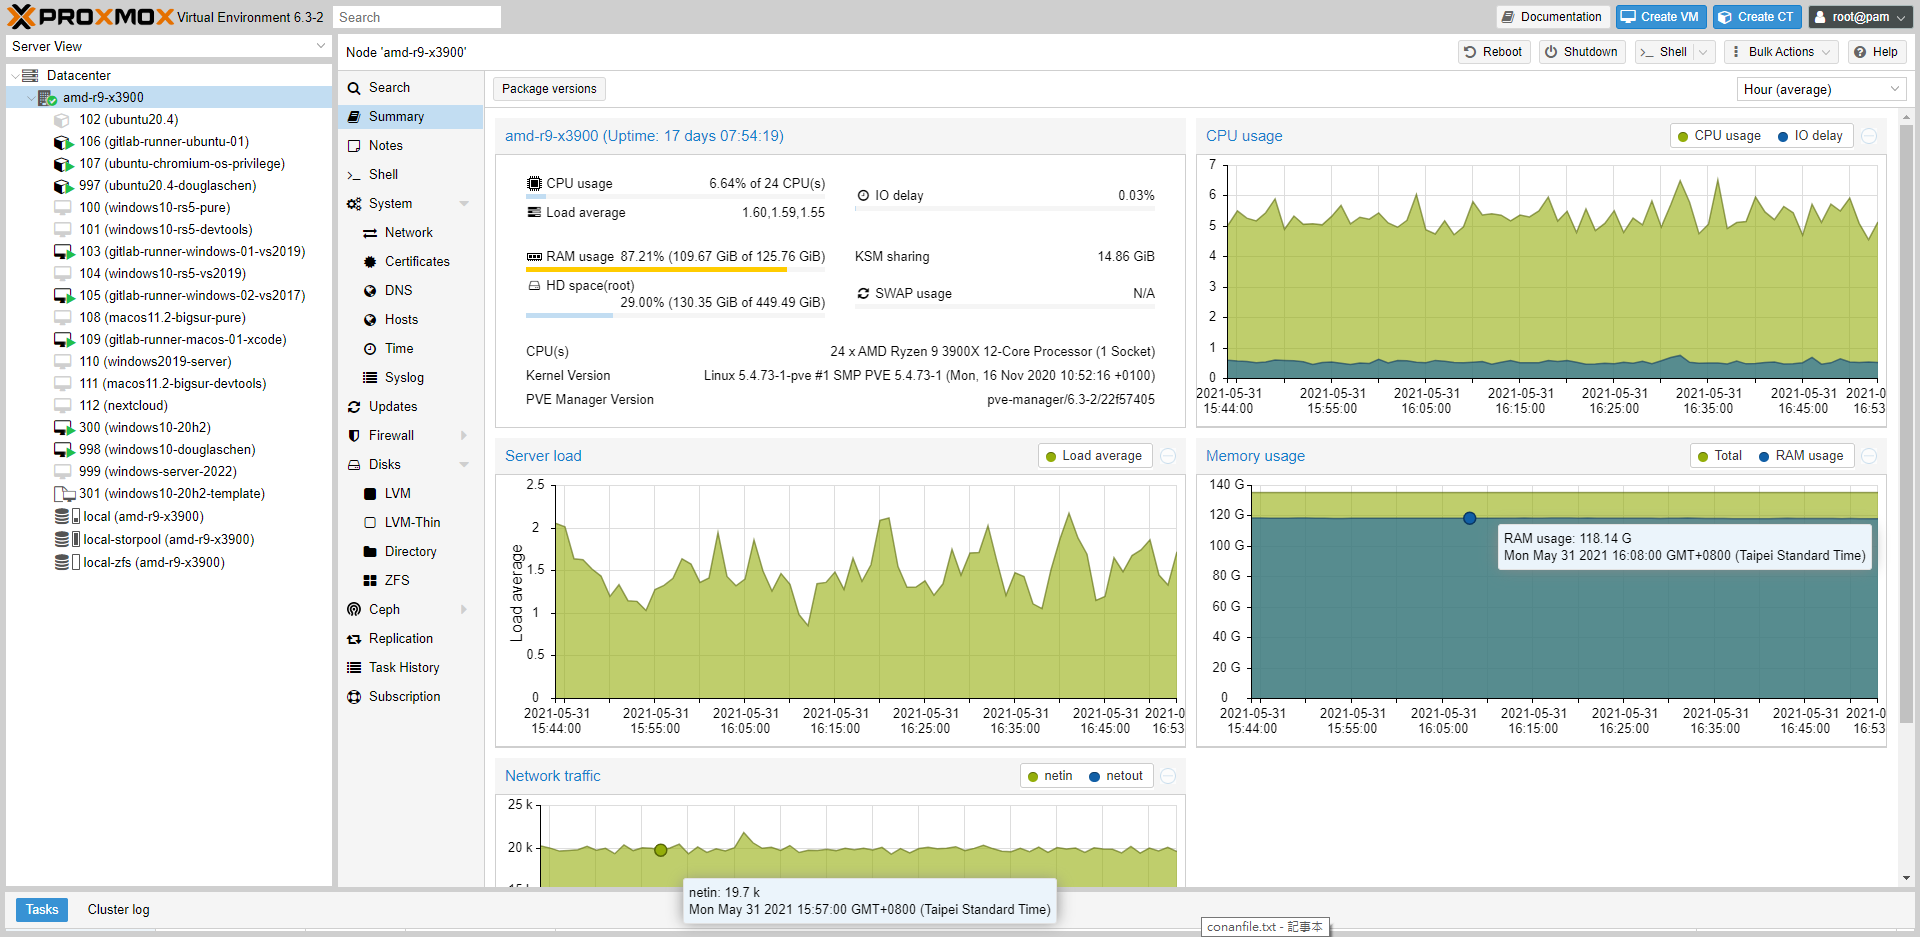 PROXMOX Virtual Environment 6.3-2 Search Documentation Create VM Create CT root@pam
Server View
Datacenter
amd-r9-x3900
102 (ubuntu20.4)
106 (gitlab-runner-ubuntu-01)
107 (ubuntu-chromium-os-privilege)
997 (ubuntu20.4-douglaschen)
100 (windows10-rs5-pure)
101 (windows10-rs5-devtools)
103 (gitlab-runner-windows-01-vs2019)
104 (windows10-rs5-vs2019)
105 (gitlab-runner-windows-02-vs2017)
108 (macos11.2-bigsur-pure)
109 (gitlab-runner-macos-01-xcode)
110 (windows2019-server)
111 (macos11.2-bigsur-devtools)
112 (nextcloud)
300 (windows10-20h2)
998 (windows10-douglaschen)
999 (windows-server-2022)
301 (windows10-20h2-template)
local (amd-r9-x3900)
local-storpool (amd-r9-x3900)
local-zfs (amd-r9-x3900)
Node 'amd-r9-x3900' Reboot Shutdown Shell Bulk Actions Help
Search
Summary
Notes
Shell
System
Network
Certificates
DNS
Hosts
Time
Syslog
Updates
Firewall
Disks
LVM
LVM-Thin
Directory
ZFS
Ceph
Replication
Task History
Subscription
Package versions Hour (average)
amd-r9-x3900 (Uptime: 17 days 07:54:19)
CPU usage 6.64% of 24 CPU(s)
Load average 1.60,1.59,1.55
IO delay 0.03%
RAM usage 87.21% (109.67 GiB of 125.76 GiB)
KSM sharing 14.86 GiB
HD space(root)
29.00% (130.35 GiB of 449.49 GiB)
SWAP usage N/A
CPU(s) 24 x AMD Ryzen 9 3900X 12-Core Processor (1 Socket)
Kernel Version Linux 5.4.73-1-pve #1 SMP PVE 5.4.73-1 (Mon, 16 Nov 2020 10:52:16 +0100)
PVE Manager Version pve-manager/6.3-2/22f57405
CPU usage CPU usage IO delay
7
6
5
4
3
2
1
0
2021-05-31 2021-05-31 2021-05-31 2021-05-31 2021-05-31 2021-05-31 2021-05-31 2021-0
15:44:00 15:55:00 16:05:00 16:15:00 16:25:00 16:35:00 16:45:00 16:53
Server load Load average
Load average
2.5
2
1.5
1
0.5
0
2021-05-31 2021-05-31 2021-05-31 2021-05-31 2021-05-31 2021-05-31 2021-05-31 2021-0
15:44:00 15:55:00 16:05:00 16:15:00 16:25:00 16:35:00 16:45:00 16:53
Memory usage Total RAM usage
140 G
120 G
100 G
80 G
60 G
40 G
20 G
0
RAM usage: 118.14 G
Mon May 31 2021 16:08:00 GMT+0800 (Taipei Standard Time)
2021-05-31 2021-05-31 2021-05-31 2021-05-31 2021-05-31 2021-05-31 2021-05-31 2021-0
15:44:00 15:55:00 16:05:00 16:15:00 16:25:00 16:35:00 16:45:00 16:53
Network traffic netin netout
25 k
20 k
15 k
netin: 19.7 k
Mon May 31 2021 15:57:00 GMT+0800 (Taipei Standard Time)
Tasks Cluster log
conanfile.txt - 記事本